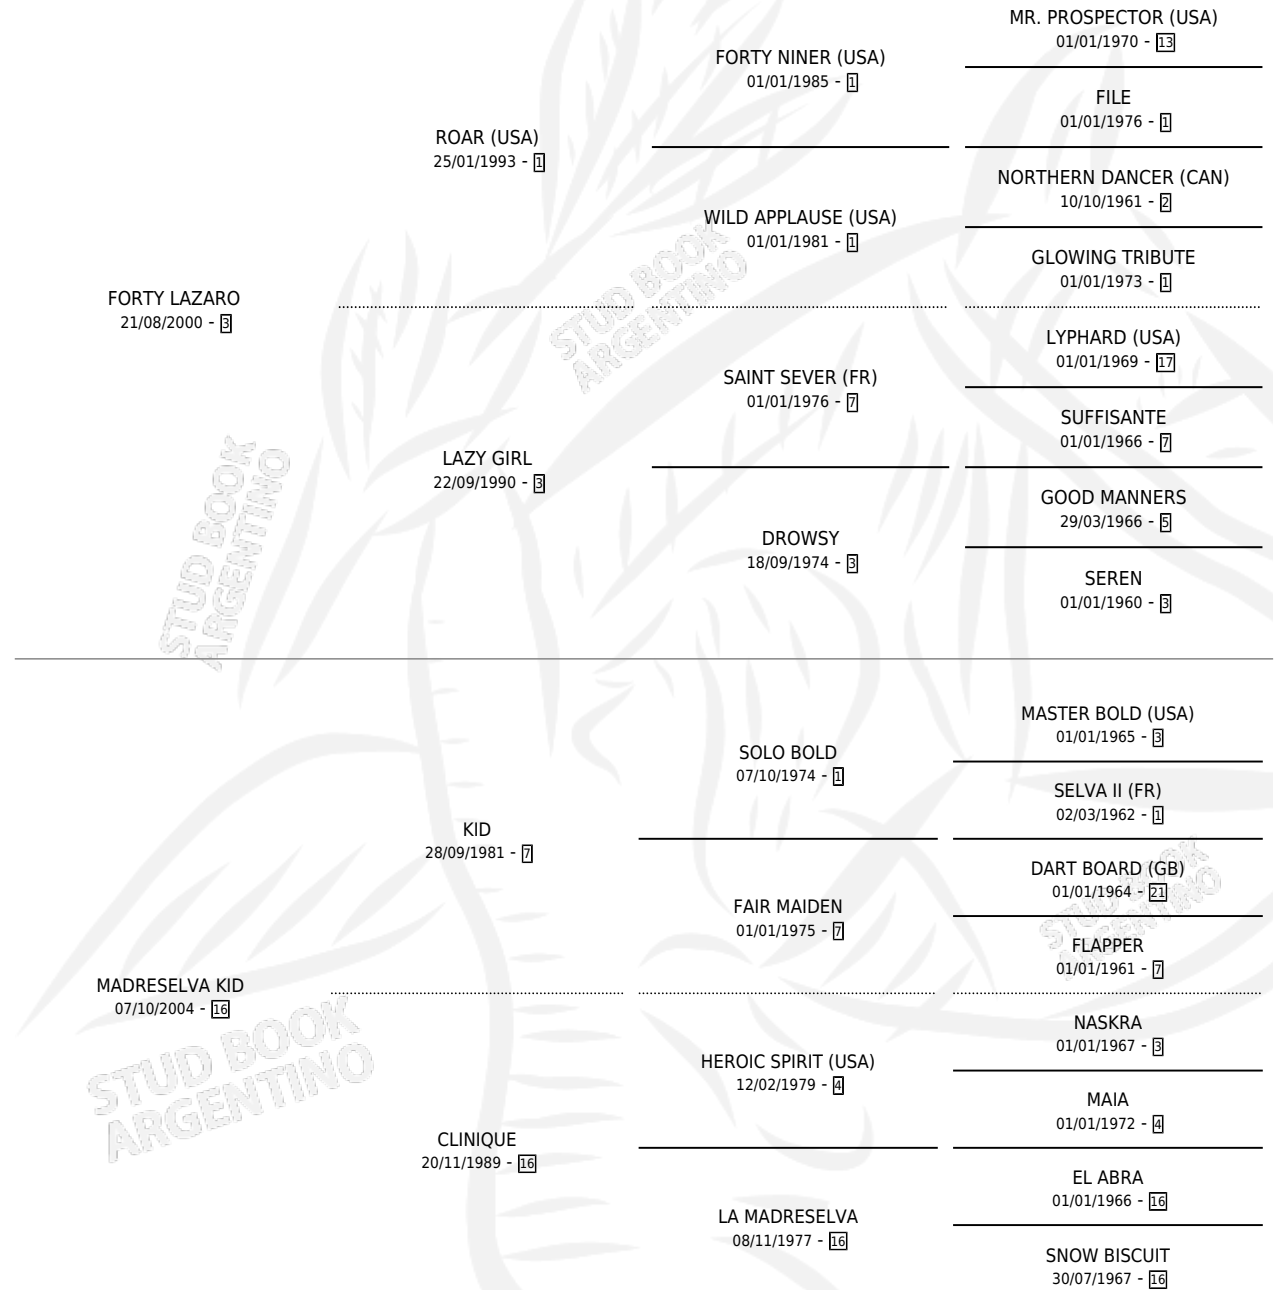 MR. PROSPECTOR (USA)
01/01/1970 - 13
FORTY NINER (USA)
01/01/1985 - 1
FILE
01/01/1976 - 1
ROAR (USA)
25/01/1993 - 1
NORTHERN DANCER (CAN)
10/10/1961 - 2
WILD APPLAUSE (USA)
01/01/1981 - 1
GLOWING TRIBUTE
01/01/1973 - 1
FORTY LAZARO
21/08/2000 - 3
LYPHARD (USA)
01/01/1969 - 17
SAINT SEVER (FR)
01/01/1976 - 7
SUFFISANTE
01/01/1966 - 7
LAZY GIRL
22/09/1990 - 3
GOOD MANNERS
29/03/1966 - 5
DROWSY
18/09/1974 - 3
SEREN
01/01/1960 - 3
MASTER BOLD (USA)
01/01/1965 - 3
SOLO BOLD
07/10/1974 - 1
SELVA II (FR)
02/03/1962 - 1
KID
28/09/1981 - 7
DART BOARD (GB)
01/01/1964 - 21
FAIR MAIDEN
01/01/1975 - 7
FLAPPER
01/01/1961 - 7
MADRESELVA KID
07/10/2004 - 16
NASKRA
01/01/1967 - 3
HEROIC SPIRIT (USA)
12/02/1979 - 4
MAIA
01/01/1972 - 4
CLINIQUE
20/11/1989 - 16
EL ABRA
01/01/1966 - 16
LA MADRESELVA
08/11/1977 - 16
SNOW BISCUIT
30/07/1967 - 16
STUD BOOK
ARGENTINO
STUD BOOK
ARGENTINO
STUD BOOK
ARGENTINO
STUD BOOK
ARGENTINO